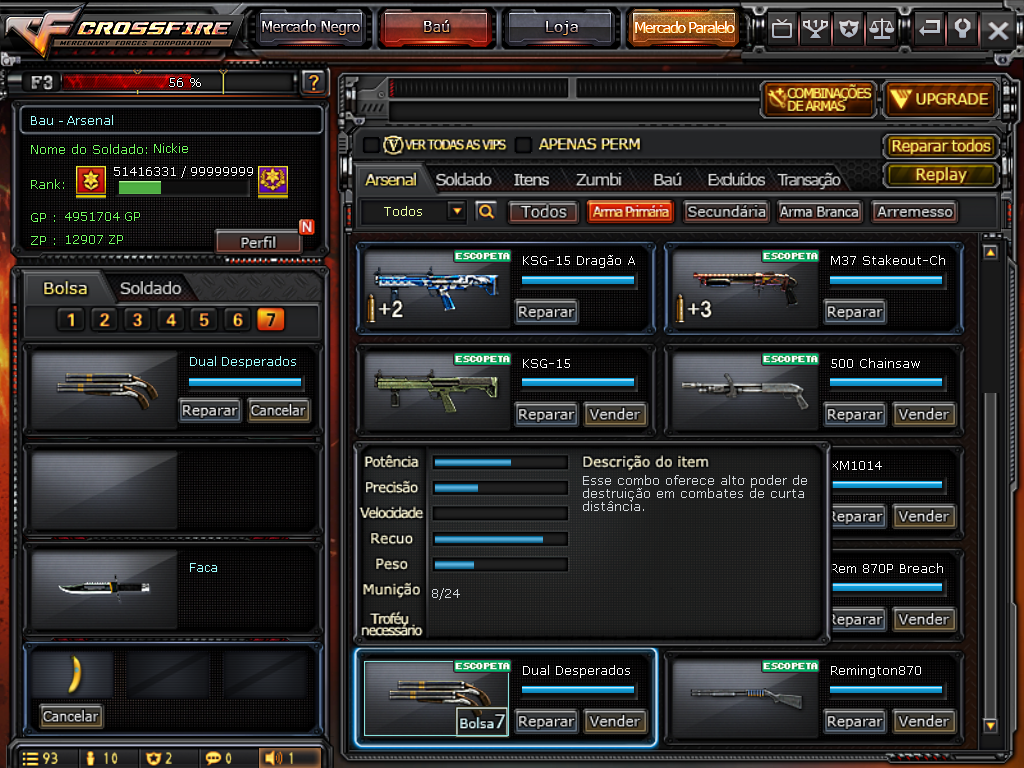 CROSSFIRE
MERCENARY FORCES CORPORATION
Mercado Negro
Baú
Loja
Mercado Paralelo
F3
56 %
?
COMBINAÇÕES
DE ARMAS
UPGRADE
Bau - Arsenal
Nome do Soldado: Nickie
Rank:
51416331 / 99999999
GP : 4951704 GP
ZP : 12907 ZP
N
Perfil
VER TODAS AS VIPS
APENAS PERM
Reparar todos
Replay
Arsenal
Soldado
Itens
Zumbi
Baú
Excluídos
Transação
Todos
Todos
Arma Primária
Secundária
Arma Branca
Arremesso
Bolsa
Soldado
1 2 3 4 5 6 7
Dual Desperados
Reparar
Cancelar
Faca
Cancelar
93
10
2
0
1
ESCOPETA
KSG-15 Dragão A
+2
Reparar
ESCOPETA
M37 Stakeout-Ch
+3
Reparar
ESCOPETA
KSG-15
Reparar
Vender
ESCOPETA
500 Chainsaw
Reparar
Vender
Potência
Precisão
Velocidade
Recuo
Peso
Munição
8/24
Troféu
necessário
Descrição do item
Esse combo oferece alto poder de
destruição em combates de curta
distância.
XM1014
Reparar
Vender
Rem 870P Breach
Reparar
Vender
ESCOPETA
Dual Desperados
Bolsa 7
Reparar
Vender
ESCOPETA
Remington870
Reparar
Vender